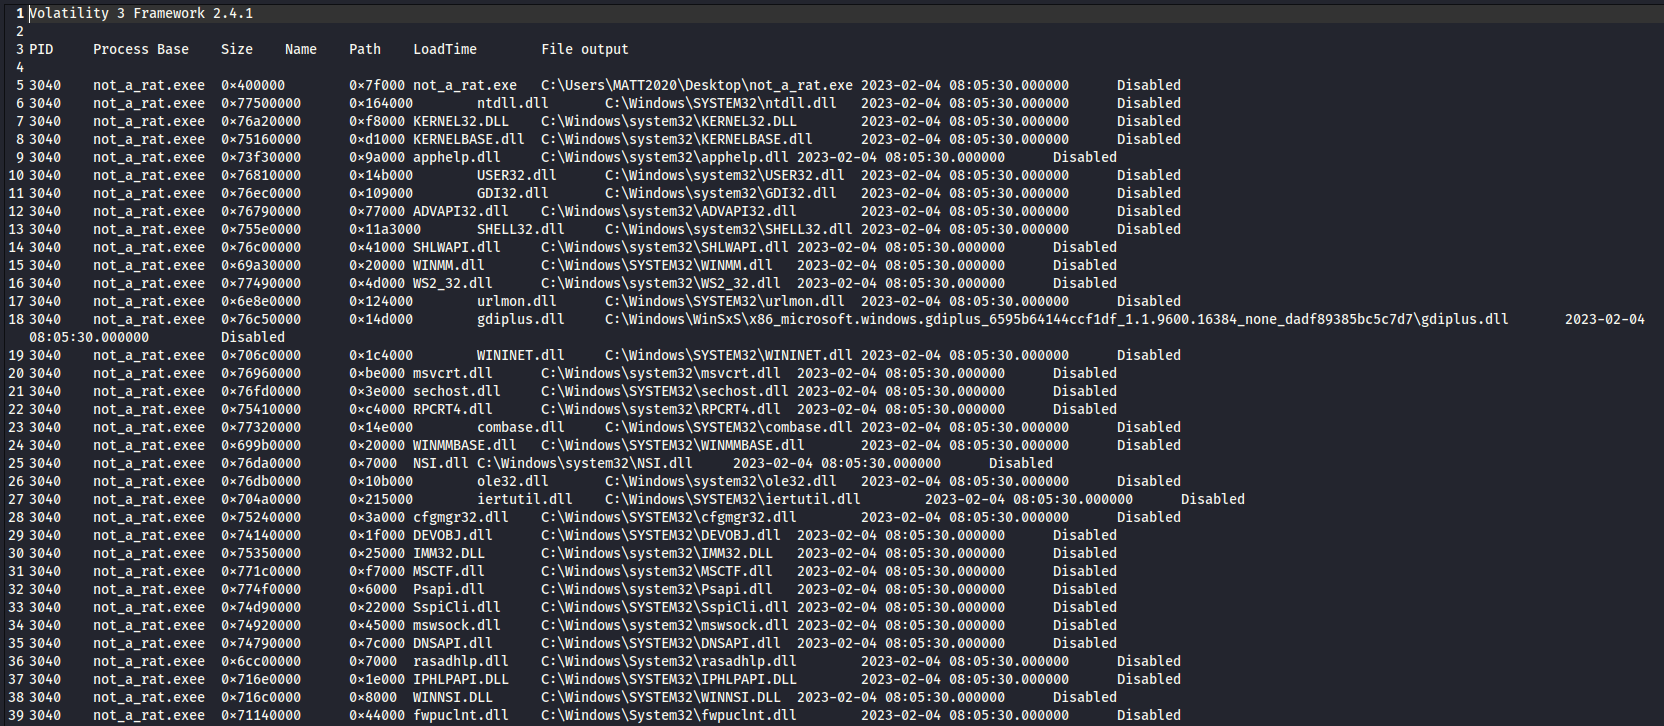 1 Volatility 3 Framework 2.4.1
2
3 PID Process Base Size Name Path LoadTime File output
4
5 3040 not_a_rat.exee 0×400000 0×7f000 not_a_rat.exe C:\Users\MATT2020\Desktop\not_a_rat.exe 2023-02-04 08:05:30.000000 Disabled
6 3040 not_a_rat.exee 0×77500000 0×164000 ntdll.dll C:\Windows\SYSTEM32\ntdll.dll 2023-02-04 08:05:30.000000 Disabled
7 3040 not_a_rat.exee 0×76a20000 0×f8000 KERNEL32.DLL C:\Windows\system32\KERNEL32.DLL 2023-02-04 08:05:30.000000 Disabled
8 3040 not_a_rat.exee 0×75160000 0×d1000 KERNELBASE.dll C:\Windows\system32\KERNELBASE.dll 2023-02-04 08:05:30.000000 Disabled
9 3040 not_a_rat.exee 0×73f30000 0×9a000 apphelp.dll C:\Windows\system32\apphelp.dll 2023-02-04 08:05:30.000000 Disabled
10 3040 not_a_rat.exee 0×76810000 0×14b000 USER32.dll C:\Windows\system32\USER32.dll 2023-02-04 08:05:30.000000 Disabled
11 3040 not_a_rat.exee 0×76ec0000 0×109000 GDI32.dll C:\Windows\system32\GDI32.dll 2023-02-04 08:05:30.000000 Disabled
12 3040 not_a_rat.exee 0×76790000 0×77000 ADVAPI32.dll C:\Windows\system32\ADVAPI32.dll 2023-02-04 08:05:30.000000 Disabled
13 3040 not_a_rat.exee 0×755e0000 0×11a3000 SHELL32.dll C:\Windows\system32\SHELL32.dll 2023-02-04 08:05:30.000000 Disabled
14 3040 not_a_rat.exee 0×76c00000 0×41000 SHLWAPI.dll C:\Windows\system32\SHLWAPI.dll 2023-02-04 08:05:30.000000 Disabled
15 3040 not_a_rat.exee 0×69a30000 0×20000 WINMM.dll C:\Windows\SYSTEM32\WINMM.dll 2023-02-04 08:05:30.000000 Disabled
16 3040 not_a_rat.exee 0×77490000 0×4d000 WS2_32.dll C:\Windows\system32\WS2_32.dll 2023-02-04 08:05:30.000000 Disabled
17 3040 not_a_rat.exee 0×6e8e0000 0×124000 urlmon.dll C:\Windows\SYSTEM32\urlmon.dll 2023-02-04 08:05:30.000000 Disabled
18 3040 not_a_rat.exee 0×76c50000 0×14d000 gdiplus.dll C:\Windows\WinSxS\x86_microsoft.windows.gdiplus_6595b64144ccf1df_1.1.9600.16384_none_dadf89385bc5c7d7\gdiplus.dll 2023-02-04
08:05:30.000000 Disabled
19 3040 not_a_rat.exee 0×706c0000 0×1c4000 WININET.dll C:\Windows\SYSTEM32\WININET.dll 2023-02-04 08:05:30.000000 Disabled
20 3040 not_a_rat.exee 0×76960000 0×be000 msvcrt.dll C:\Windows\system32\msvcrt.dll 2023-02-04 08:05:30.000000 Disabled
21 3040 not_a_rat.exee 0×76fd0000 0×3e000 sechost.dll C:\Windows\SYSTEM32\sechost.dll 2023-02-04 08:05:30.000000 Disabled
22 3040 not_a_rat.exee 0×75410000 0×c4000 RPCRT4.dll C:\Windows\system32\RPCRT4.dll 2023-02-04 08:05:30.000000 Disabled
23 3040 not_a_rat.exee 0×77320000 0×14e000 combase.dll C:\Windows\SYSTEM32\combase.dll 2023-02-04 08:05:30.000000 Disabled
24 3040 not_a_rat.exee 0×699b0000 0×20000 WINMMBASE.dll C:\Windows\SYSTEM32\WINMMBASE.dll 2023-02-04 08:05:30.000000 Disabled
25 3040 not_a_rat.exee 0×76da0000 0×7000 NSI.dll C:\Windows\system32\NSI.dll 2023-02-04 08:05:30.000000 Disabled
26 3040 not_a_rat.exee 0×76db0000 0×10b000 ole32.dll C:\Windows\system32\ole32.dll 2023-02-04 08:05:30.000000 Disabled
27 3040 not_a_rat.exee 0×704a0000 0×215000 iertutil.dll C:\Windows\SYSTEM32\iertutil.dll 2023-02-04 08:05:30.000000 Disabled
28 3040 not_a_rat.exee 0×75240000 0×3a000 cfgmgr32.dll C:\Windows\SYSTEM32\cfgmgr32.dll 2023-02-04 08:05:30.000000 Disabled
29 3040 not_a_rat.exee 0×74140000 0×1f000 DEVOBJ.dll C:\Windows\SYSTEM32\DEVOBJ.dll 2023-02-04 08:05:30.000000 Disabled
30 3040 not_a_rat.exee 0×75350000 0×25000 IMM32.DLL C:\Windows\system32\IMM32.DLL 2023-02-04 08:05:30.000000 Disabled
31 3040 not_a_rat.exee 0×771c0000 0×f7000 MSCTF.dll C:\Windows\system32\MSCTF.dll 2023-02-04 08:05:30.000000 Disabled
32 3040 not_a_rat.exee 0×774f0000 0×6000 Psapi.dll C:\Windows\system32\Psapi.dll 2023-02-04 08:05:30.000000 Disabled
33 3040 not_a_rat.exee 0×74d90000 0×22000 SspiCli.dll C:\Windows\SYSTEM32\SspiCli.dll 2023-02-04 08:05:30.000000 Disabled
34 3040 not_a_rat.exee 0×74920000 0×45000 mswsock.dll C:\Windows\system32\mswsock.dll 2023-02-04 08:05:30.000000 Disabled
35 3040 not_a_rat.exee 0×74790000 0×7c000 DNSAPI.dll C:\Windows\SYSTEM32\DNSAPI.dll 2023-02-04 08:05:30.000000 Disabled
36 3040 not_a_rat.exee 0×6cc00000 0×7000 rasadhlp.dll C:\Windows\System32\rasadhlp.dll 2023-02-04 08:05:30.000000 Disabled
37 3040 not_a_rat.exee 0×716e0000 0×1e000 IPHLPAPI.DLL C:\Windows\SYSTEM32\IPHLPAPI.DLL 2023-02-04 08:05:30.000000 Disabled
38 3040 not_a_rat.exee 0×716c0000 0×8000 WINNSI.DLL C:\Windows\SYSTEM32\WINNSI.DLL 2023-02-04 08:05:30.000000 Disabled
39 3040 not_a_rat.exee 0×71140000 0×44000 fwpuclnt.dll C:\Windows\System32\fwpuclnt.dll 2023-02-04 08:05:30.000000 Disabled